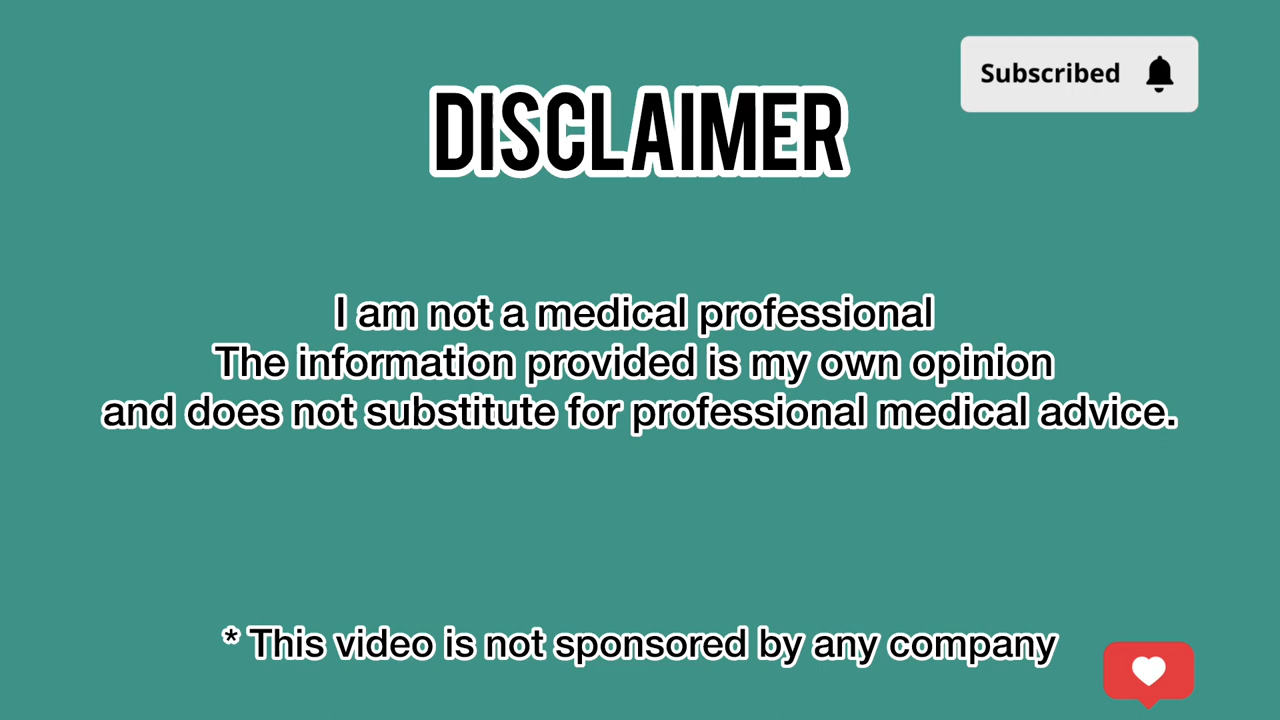 Subscribed
DISCLAIMER
I am not a medical professional
The information provided is my own opinion
and does not substitute for professional medical advice.
* This video is not sponsored by any company